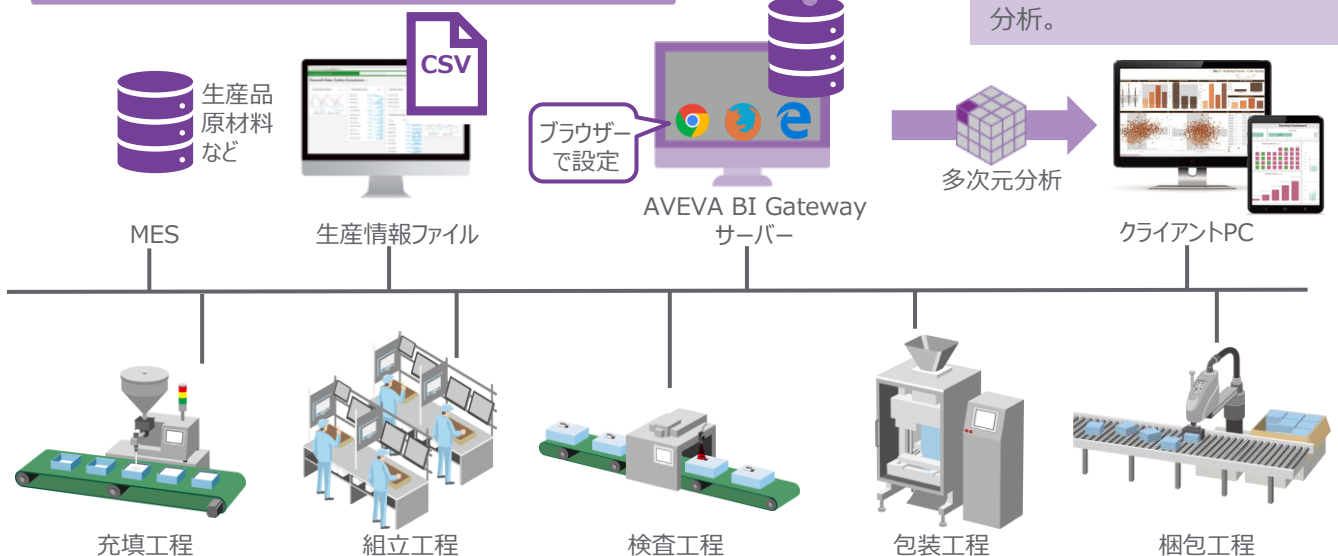 分析。
CSV
生産品
原材料
など
ブラウザー
で設定
多次元分析
MES
生産情報ファイル
AVEVA BI Gateway
サーバー
クライアントPC
充填工程
組立工程
検査工程
包装工程
梱包工程